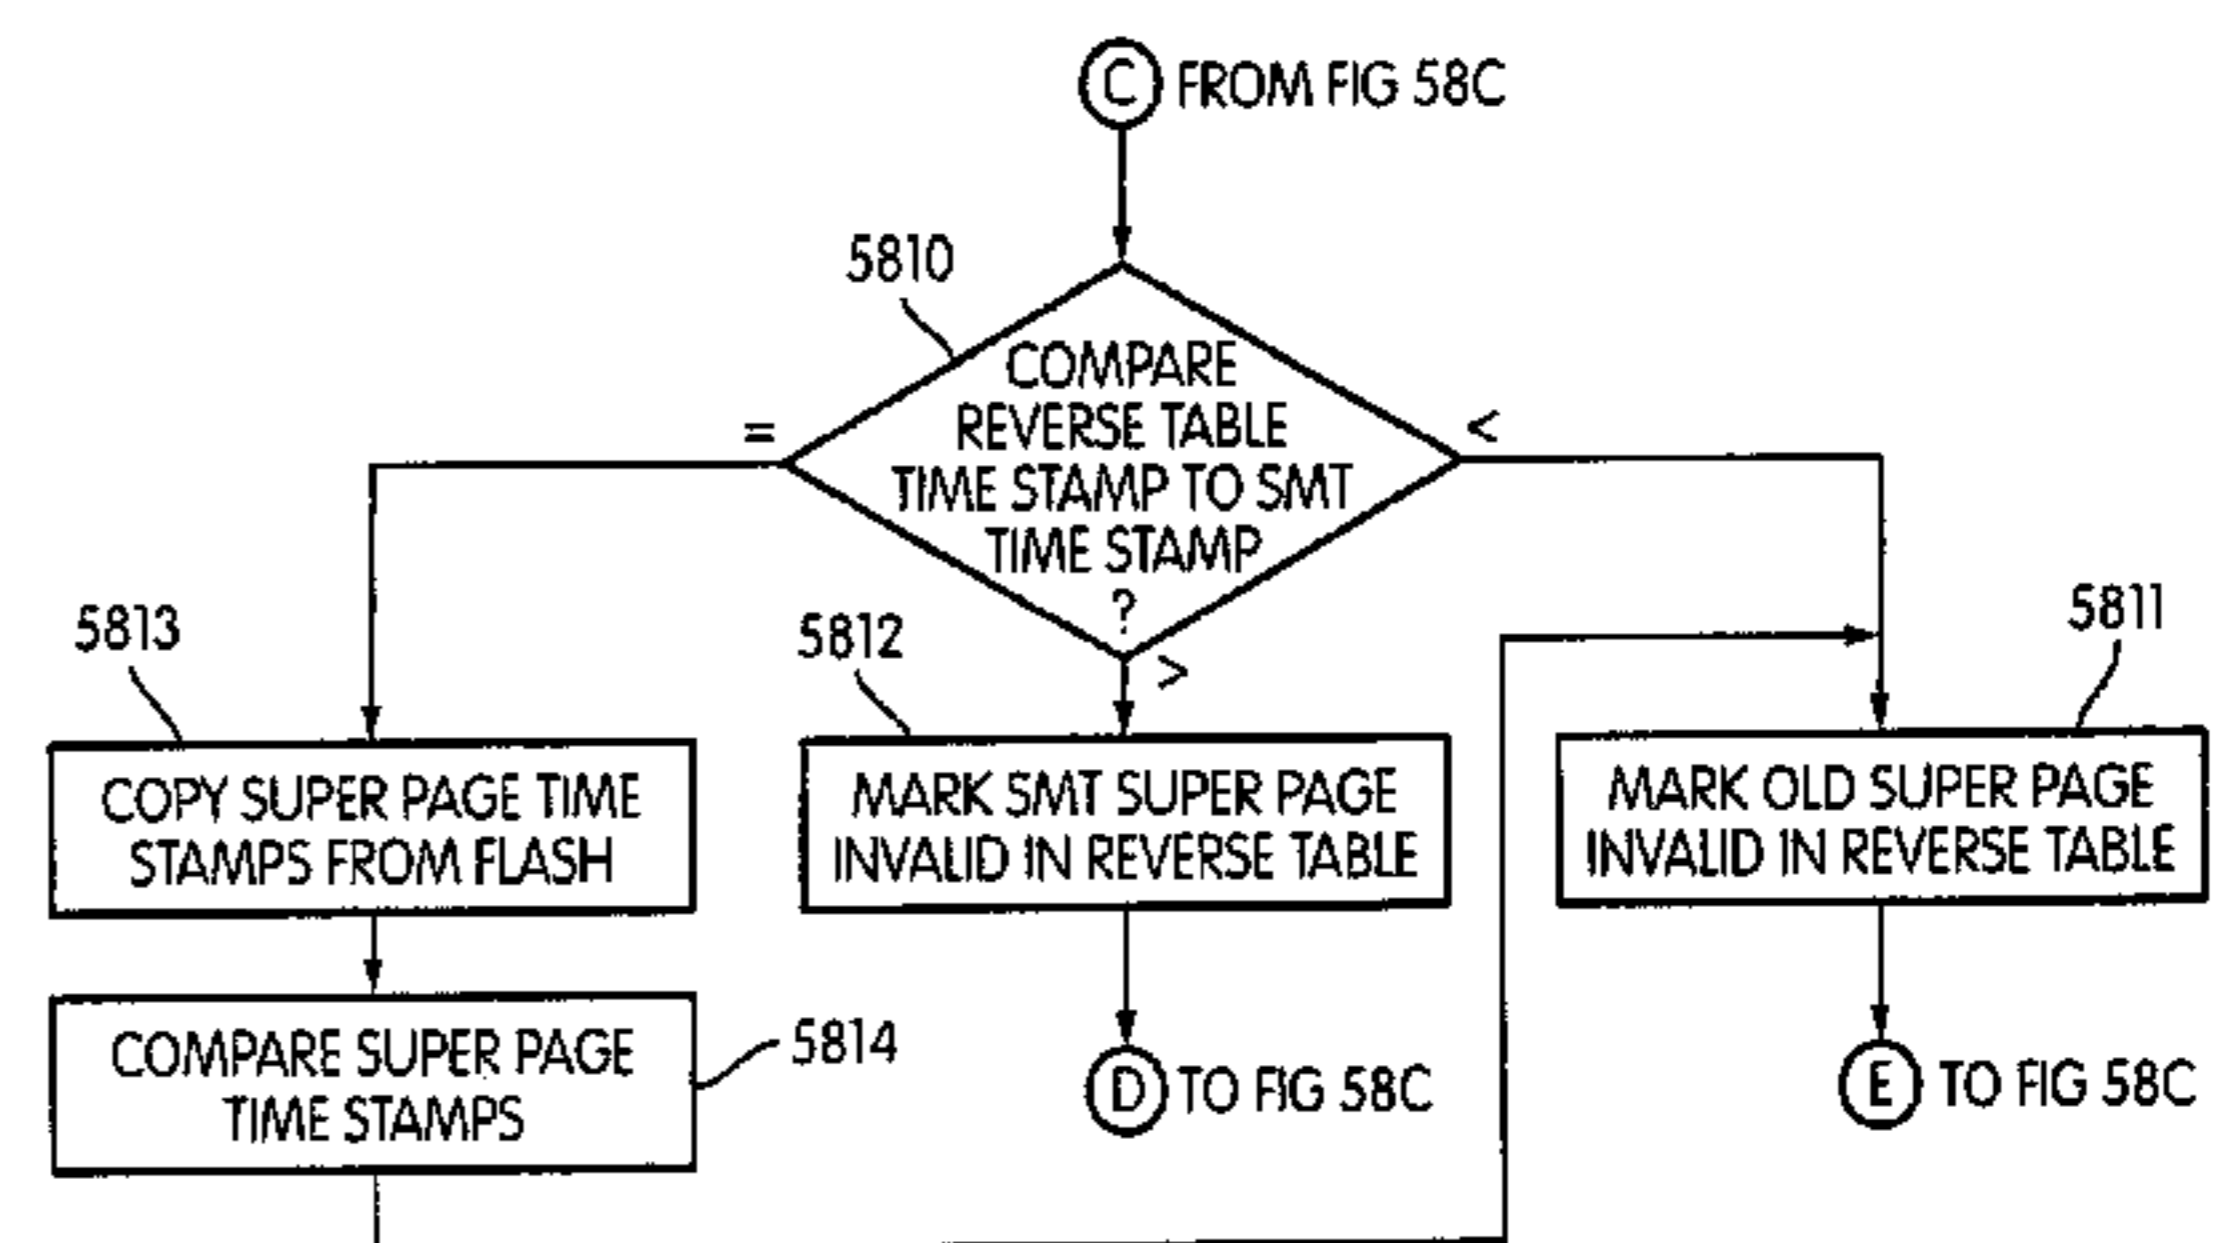 C FROM FIG 58C
5810
COMPARE
REVERSE TABLE
TIME STAMP TO SMT
TIME STAMP
?
=
<
>
5813
5812
5811
COPY SUPER PAGE TIME
STAMPS FROM FLASH
MARK SMT SUPER PAGE
INVALID IN REVERSE TABLE
MARK OLD SUPER PAGE
INVALID IN REVERSE TABLE
COMPARE SUPER PAGE
TIME STAMPS
5814
D TO FIG 58C
E TO FIG 58C